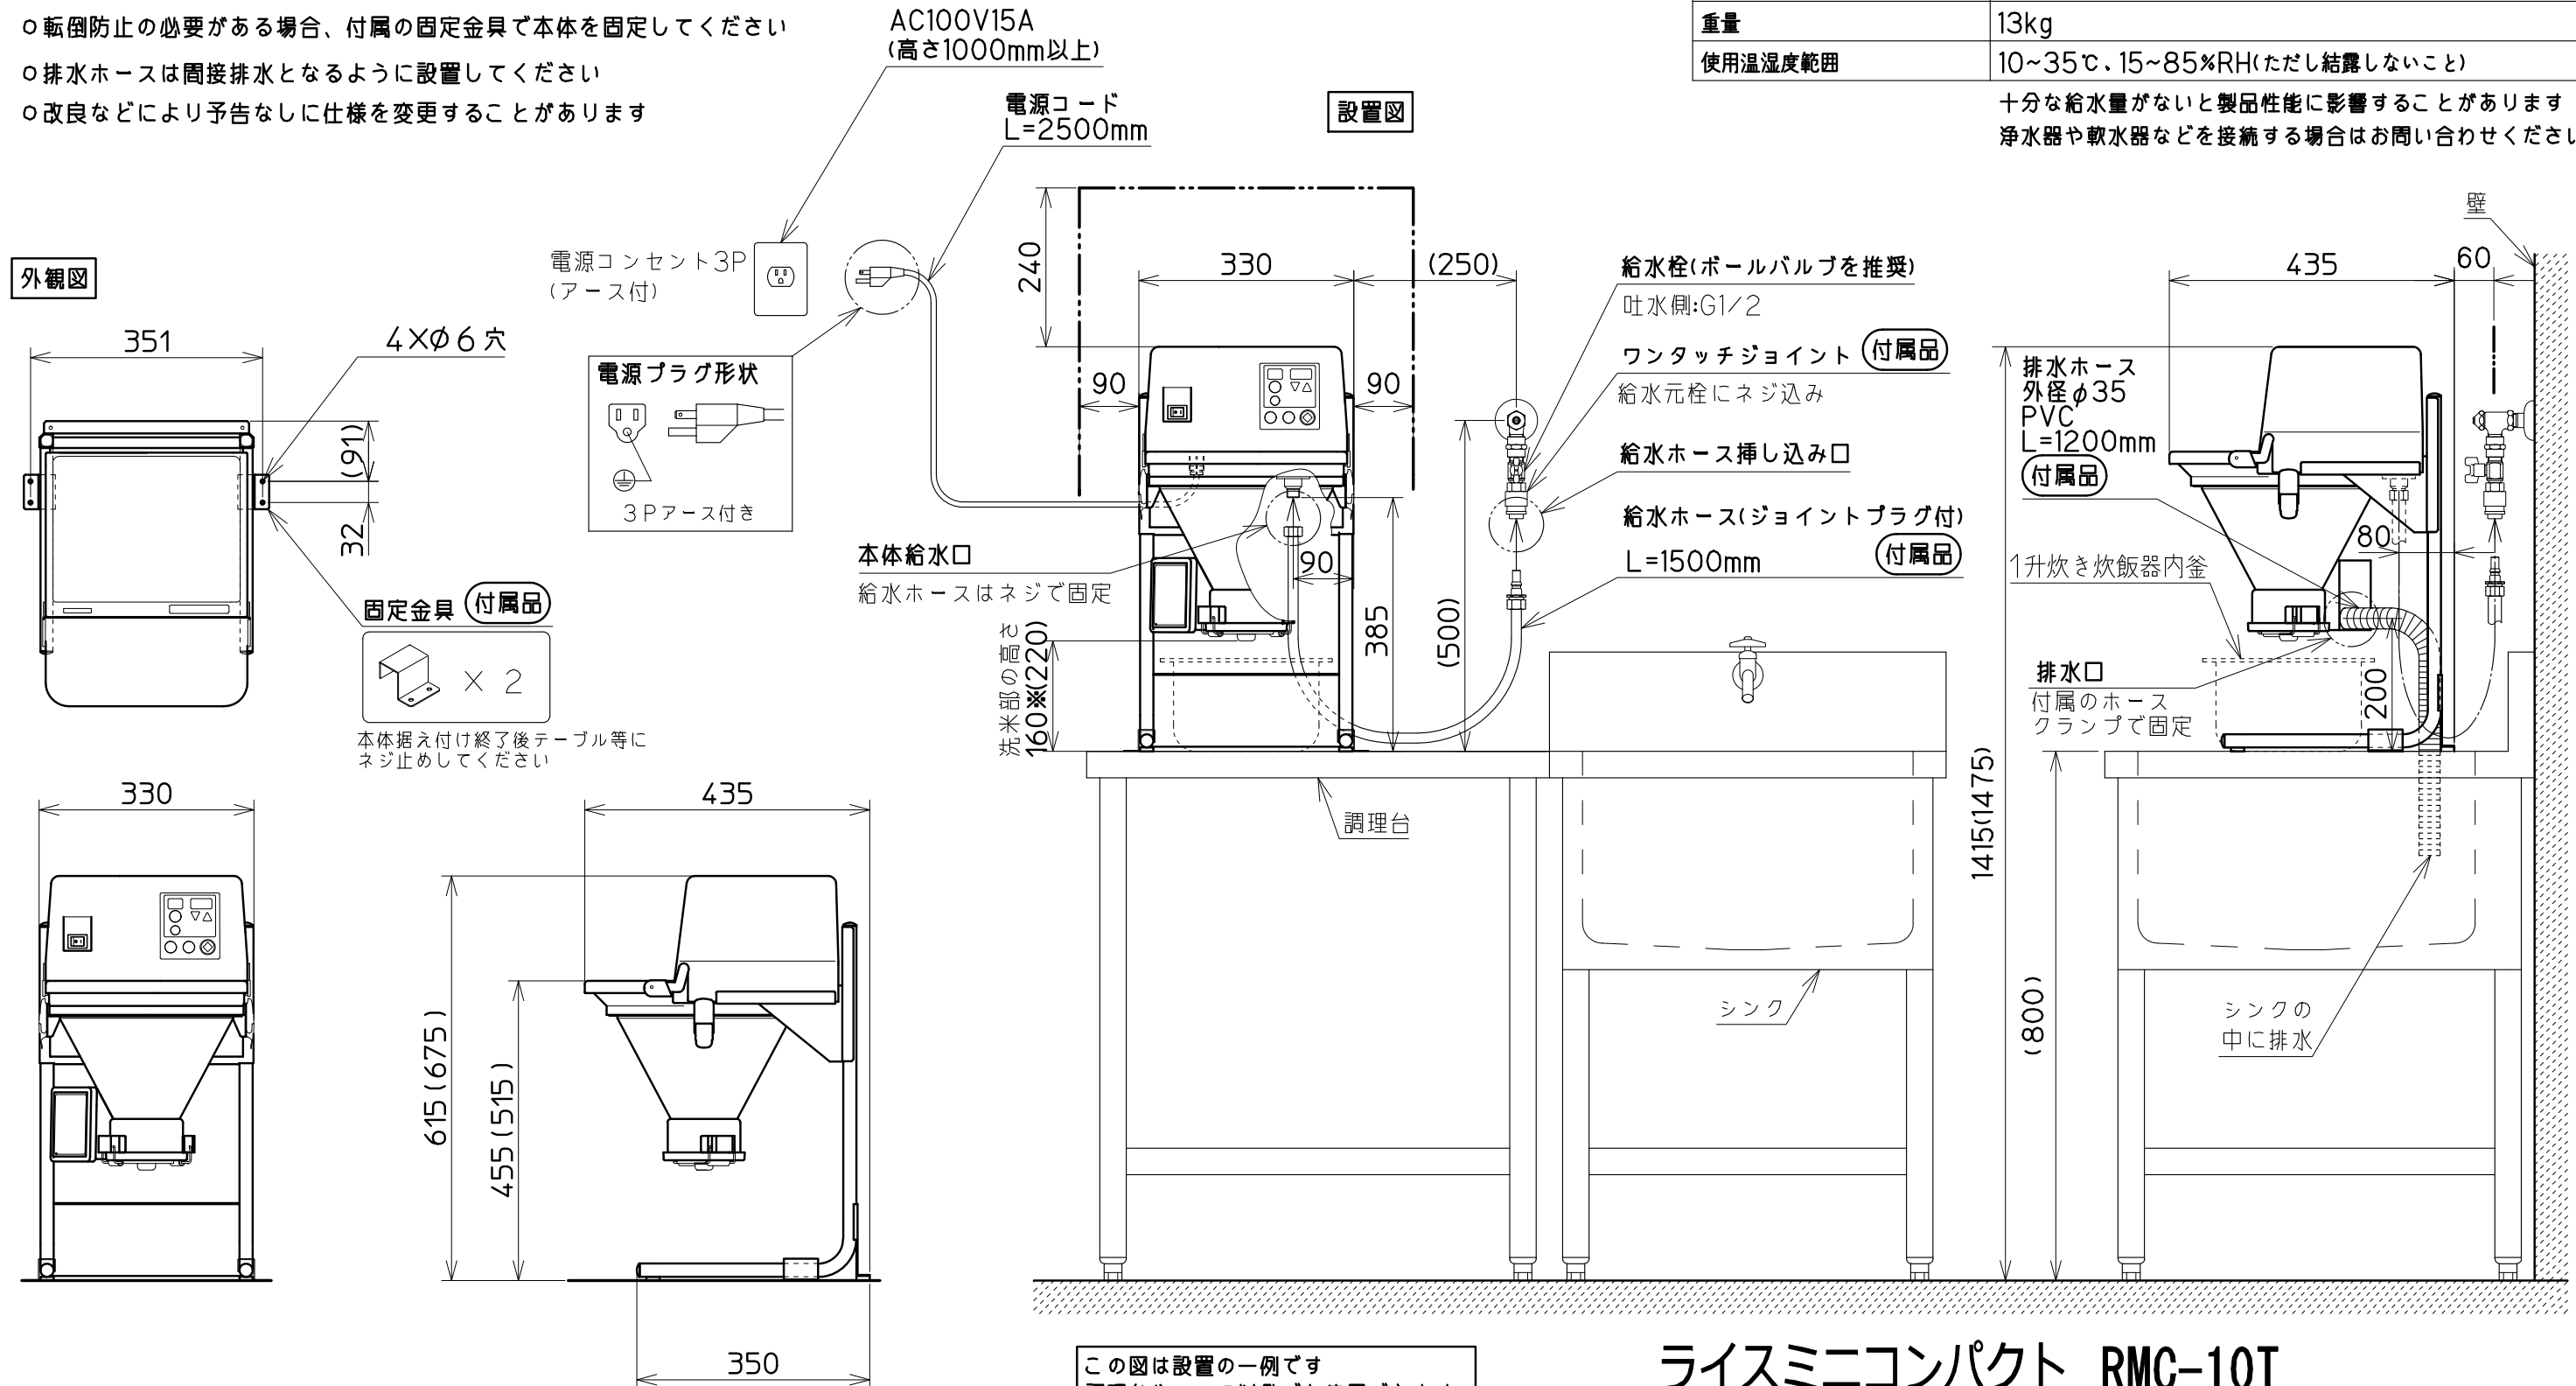 ○転倒防止の必要がある場合、付属の固定金具で本体を固定してください
○排水ホースは間接排水となるように設置してください
○改良などにより予告なしに仕様を変更することがあります
AC100V15A
(高さ1000mm以上)
重量 13kg
使用温湿度範囲 10~35℃、15~85%RH(ただし結露しないこと)
十分な給水量がないと製品性能に影響することがあります
浄水器や軟水器などを接続する場合はお問い合わせください
外観図
351
4×φ6穴
(91)
32
固定金具 付属品
× 2
本体据え付け終了後テーブル等に
ネジ止めしてください
330
435
615(675)
455(515)
350
電源コンセント3P
(アース付)
電源コード
L=2500mm
電源プラグ形状
3Pアース付き
設置図
240
330
(250)
90
90
本体給水口
給水ホースはネジで固定
90
洗米部の高さ
160※(220)
385
(500)
給水栓(ボールバルブを推奨)
吐水側:G1/2
ワンタッチジョイント 付属品
給水元栓にネジ込み
給水ホース挿し込み口
給水ホース(ジョイントプラグ付)
L=1500mm 付属品
調理台
シンク
壁
435
60
排水ホース
外径φ35
PVC
L=1200mm
付属品
80
1升炊き炊飯器内釜
排水口
付属のホース
クランプで固定
200
1415(1475)
(800)
シンクの
中に排水
この図は設置の一例です
ライスミニコンパクト RMC-10T